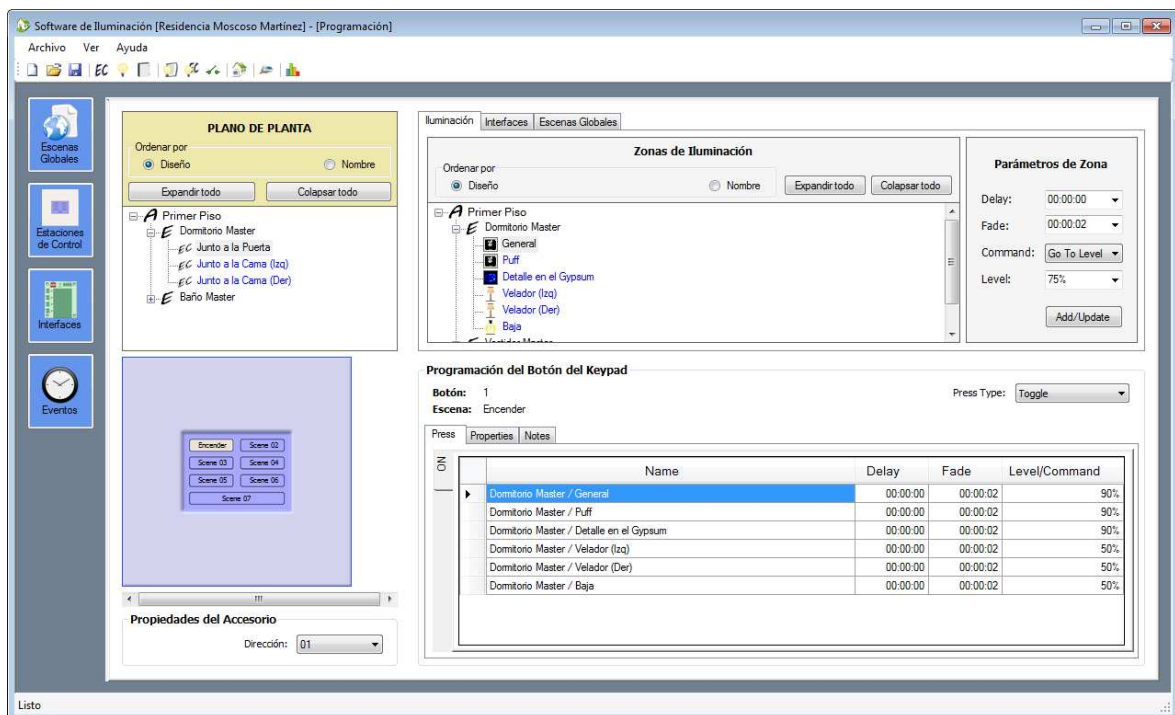 Software de Iluminación [Residencia Moscoso Martínez] - [Programación]
Archivo Ver Ayuda
EC
Escenas
Globales
Estaciones
de Control
Interfaces
Eventos
PLANO DE PLANTA
Ordenar por
Diseño Nombre
Expandir todo Colapsar todo
A Primer Piso
E Dormitorio Master
EC Junto a la Puerta
EC Junto a la Cama (Izq)
EC Junto a la Cama (Der)
E Baño Master
Encender Scene 02
Scene 03 Scene 04
Scene 05 Scene 06
Scene 07
Propiedades del Accesorio
Dirección: 01
Iluminación Interfaces Escenas Globales
Zonas de Iluminación
Ordenar por
Diseño Nombre Expandir todo Colapsar todo
A Primer Piso
E Dormitorio Master
General
Puff
Detalle en el Gypsum
Velador (Izq)
Velador (Der)
Baja
Parámetros de Zona
Delay: 00:00:00
Fade: 00:00:02
Command: Go To Level
Level: 75%
Add/Update
Programación del Botón del Keypad
Botón: 1
Escena: Encender
Press Type: Toggle
Press Properties Notes
ON
Name Delay Fade Level/Command
Dormitorio Master / General 00:00:00 00:00:02 90%
Dormitorio Master / Puff 00:00:00 00:00:02 90%
Dormitorio Master / Detalle en el Gypsum 00:00:00 00:00:02 90%
Dormitorio Master / Velador (Izq) 00:00:00 00:00:02 50%
Dormitorio Master / Velador (Der) 00:00:00 00:00:02 50%
Dormitorio Master / Baja 00:00:00 00:00:02 50%
Listo